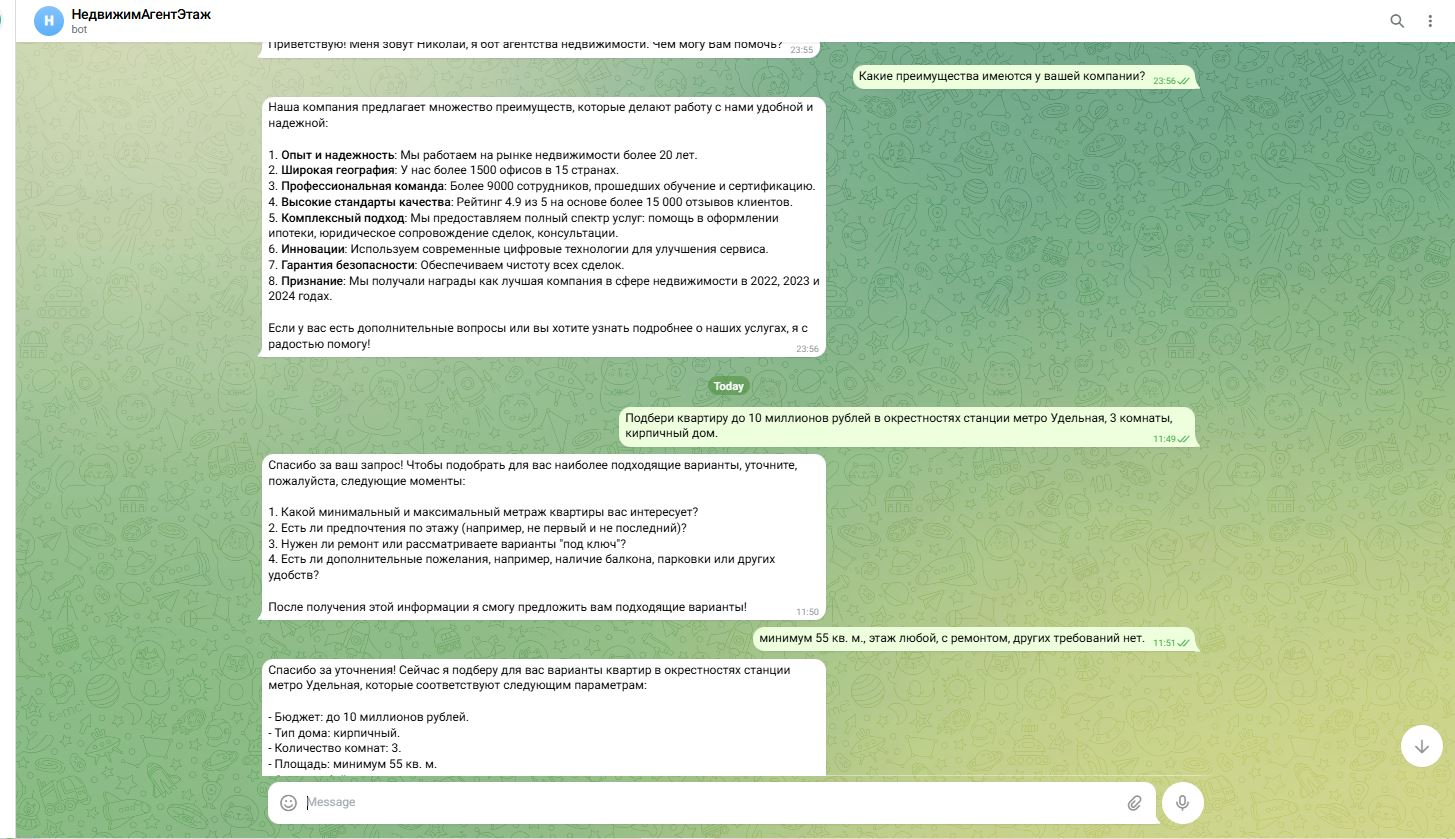 НедвижимАгентЭтаж
bot
Приветствую! Меня зовут Николай, я бот агентства недвижимости. Чем могу Вам помочь? 23:55
Какие преимущества имеются у вашей компании? 23:56
Наша компания предлагает множество преимуществ, которые делают работу с нами удобной и
надежной:
1. Опыт и надежность: Мы работаем на рынке недвижимости более 20 лет.
2. Широкая география: У нас более 1500 офисов в 15 странах.
3. Профессиональная команда: Более 9000 сотрудников, прошедших обучение и сертификацию.
4. Высокие стандарты качества: Рейтинг 4.9 из 5 на основе более 15 000 отзывов клиентов.
5. Комплексный подход: Мы предоставляем полный спектр услуг: помощь в оформлении
ипотеки, юридическое сопровождение сделок, консультации.
6. Инновации: Используем современные цифровые технологии для улучшения сервиса.
7. Гарантия безопасности: Обеспечиваем чистоту всех сделок.
8. Признание: Мы получали награды как лучшая компания в сфере недвижимости в 2022, 2023 и
2024 годах.
Если у вас есть дополнительные вопросы или вы хотите узнать подробнее о наших услугах, я с
радостью помогу! 23:56
Today
Подбери квартиру до 10 миллионов рублей в окрестностях станции метро Удельная, 3 комнаты,
кирпичный дом. 11:49
Спасибо за ваш запрос! Чтобы подобрать для вас наиболее подходящие варианты, уточните,
пожалуйста, следующие моменты:
1. Какой минимальный и максимальный метраж квартиры вас интересует?
2. Есть ли предпочтения по этажу (например, не первый и не последний)?
3. Нужен ли ремонт или рассматриваете варианты "под ключ"?
4. Есть ли дополнительные пожелания, например, наличие балкона, парковки или других
удобств?
После получения этой информации я смогу предложить вам подходящие варианты! 11:50
минимум 55 кв. м., этаж любой, с ремонтом, других требований нет. 11:51
Спасибо за уточнения! Сейчас я подберу для вас варианты квартир в окрестностях станции
метро Удельная, которые соответствуют следующим параметрам:
- Бюджет: до 10 миллионов рублей.
- Тип дома: кирпичный.
- Количество комнат: 3.
- Площадь: минимум 55 кв. м.
Message